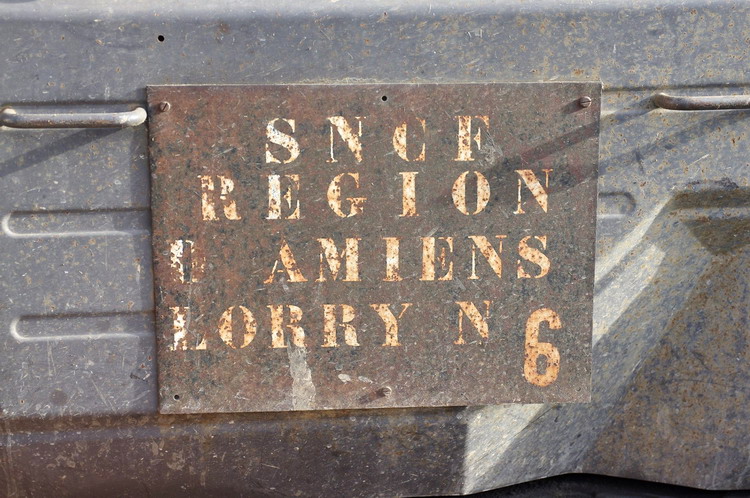 SNCF
REGION
AMIENS
LORRY N 6